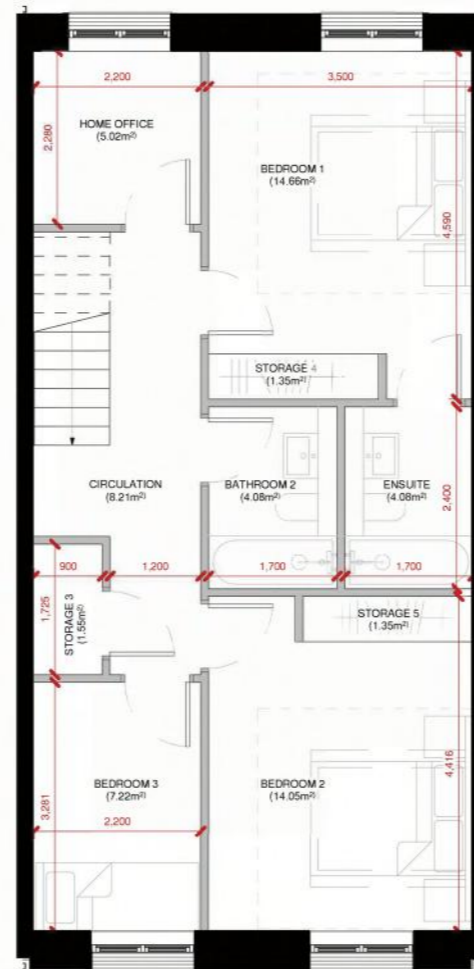 2,200
3,500
HOME OFFICE
(5.02m²)
2,280
BEDROOM 1
(14.66m²)
4,590
STORAGE 4
(1.35m²)
CIRCULATION
(8.21m²)
BATHROOM 2
(4.08m²)
ENSUITE
(4.08m²)
2,400
900
1,200
1,700
1,700
1,725
STORAGE 3
(1.55m²)
STORAGE 5
(1.35m²)
BEDROOM 3
(7.22m²)
BEDROOM 2
(14.05m²)
4,416
3,281
2,200